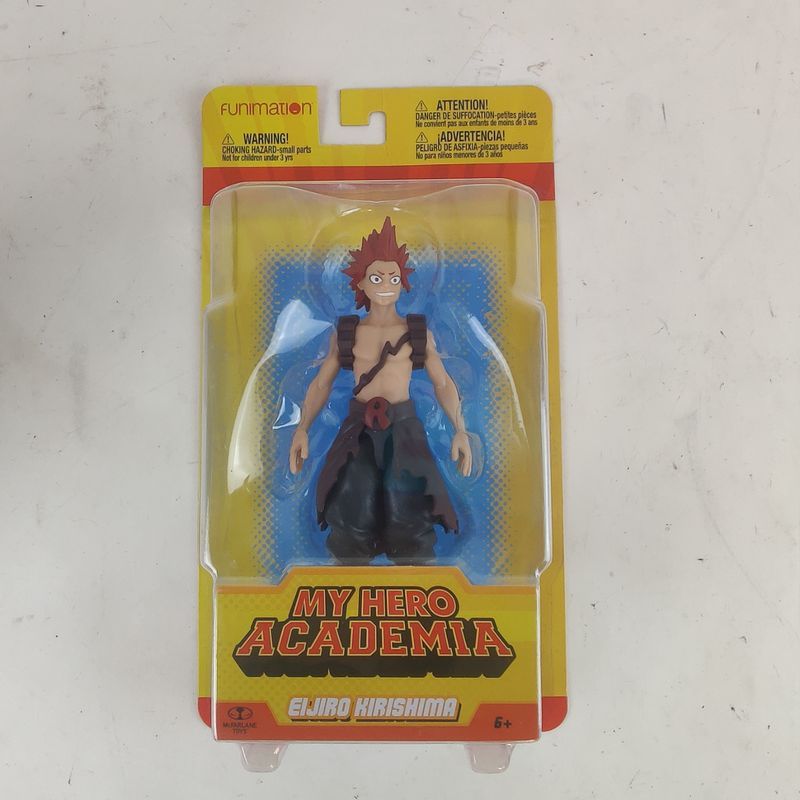 FUNIMATION
⚠ WARNING!
CHOKING HAZARD-small parts
Not for children under 3 yrs
⚠ ATTENTION!
DANGER DE SUFFOCATION-petites pièces
Ne convient pas aux enfants de moins de 3 ans
⚠ ¡ADVERTENCIA!
PELIGRO DE ASFIXIA-piezas pequeñas
No para niños menores de 3 años
R
MY HERO
ACADEMIA
EIJIRO KIRISHIMA
McFARLANE
TOYS
6+